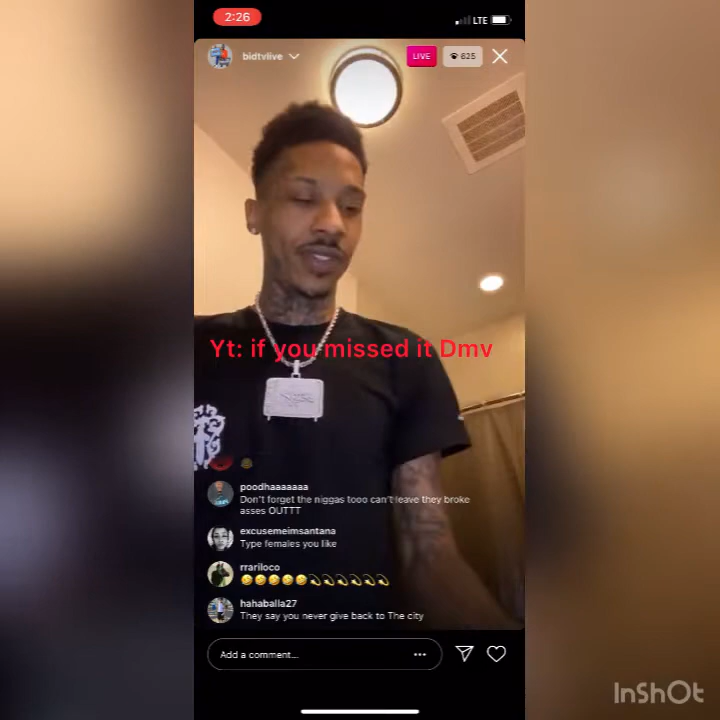 2:26
LTE
bidtvlive
LIVE
625
Yt: if you missed it Dmv
poodhaaaaaaa
Don't forget the niggas tooo can't leave they broke
asses OUTTT
excusemeimsantana
Type females you like
rrariloco
🤣🤣🤣🤣🤣💫💫💫💫💫💫
hahaballa27
They say you never give back to The city
Add a comment...
InShOt